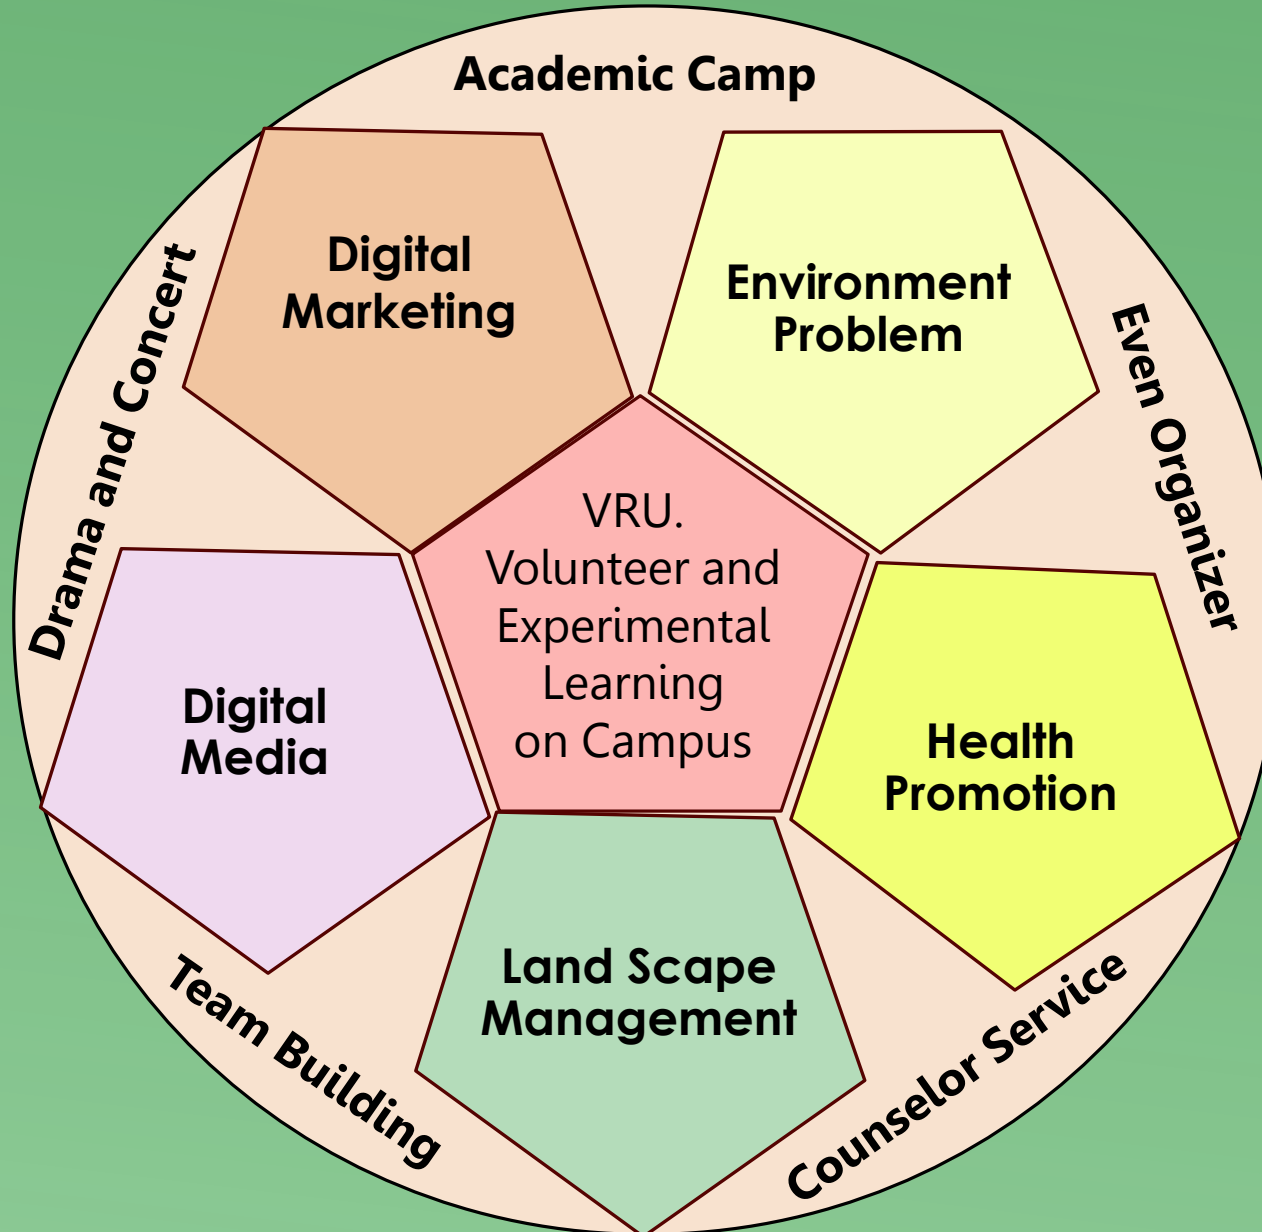 Academic Camp
Digital
Marketing
Environment
Problem
Drama and Concert
Even Organizer
VRU.
Volunteer and
Experimental
Learning
on Campus
Digital
Media
Health
Promotion
Land Scape
Management
Team Building
Counselor Service